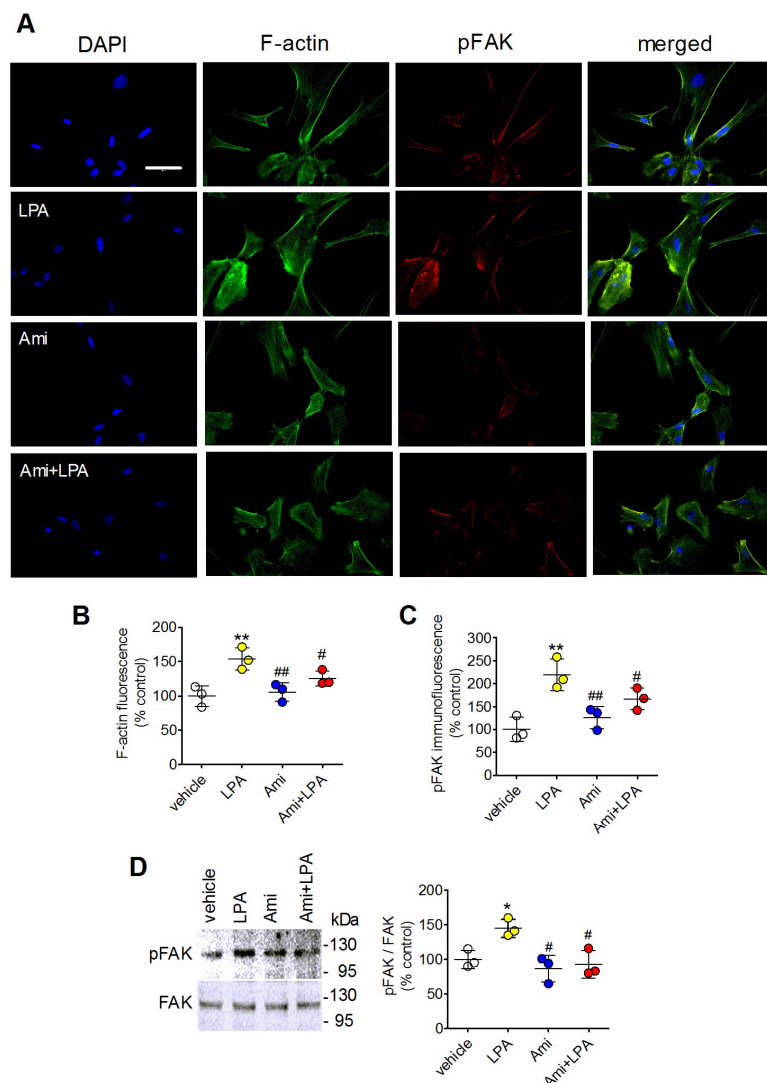 A
DAPI F-actin pFAK merged
LPA
Ami
Ami+LPA
B
F-actin fluorescence
(% control)
200
150
100
50
0
**
##
#
vehicle
LPA
Ami
Ami+LPA
C
pFAK immunofluorescence
(% control)
300
250
200
150
100
50
0
**
##
#
vehicle
LPA
Ami
Ami+LPA
D
vehicle
LPA
Ami
Ami+LPA
kDa
pFAK
-130
- 95
FAK
-130
- 95
pFAK / FAK
(% control)
200
150
100
50
0
*
#
#
vehicle
LPA
Ami
Ami+LPA